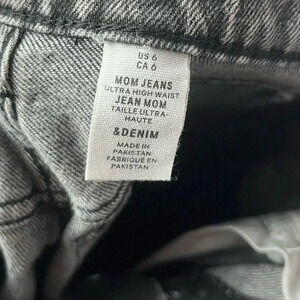 US 6
CA 6
MOM JEANS
ULTRA HIGH WAIST
JEAN MOM
TAILLE ULTRA-
HAUTE
&DENIM
MADE IN
PAKISTAN
FABRIQUÉ EN
PAKISTAN